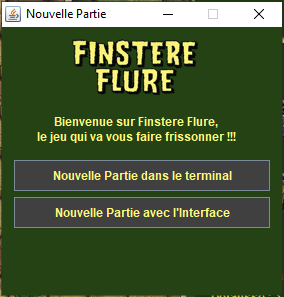 Nouvelle Partie
FINSTERE
FLURE
Bienvenue sur Finstere Flure,
le jeu qui va vous faire frissonner !!!
Nouvelle Partie dans le terminal
Nouvelle Partie avec l'Interface